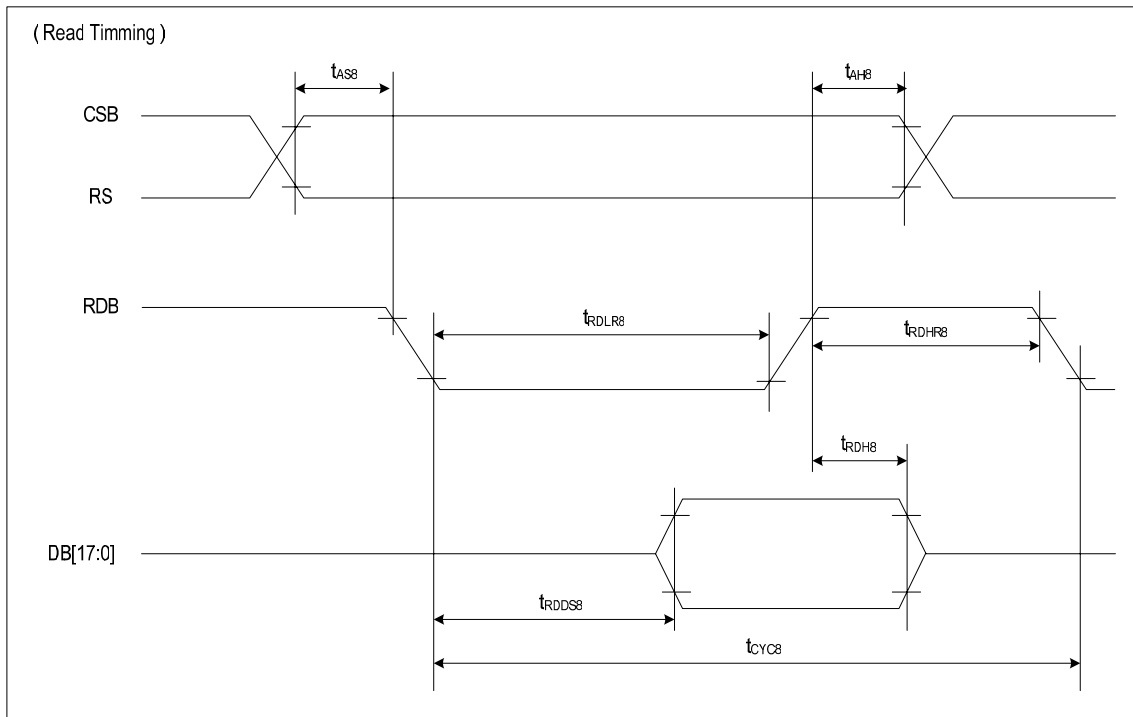 ( Read Timming )
tAS8
tAH8
CSB
RS
RDB
tRDLR8
tRDHR8
tRDH8
DB[17:0]
tRDDS8
tCYC8